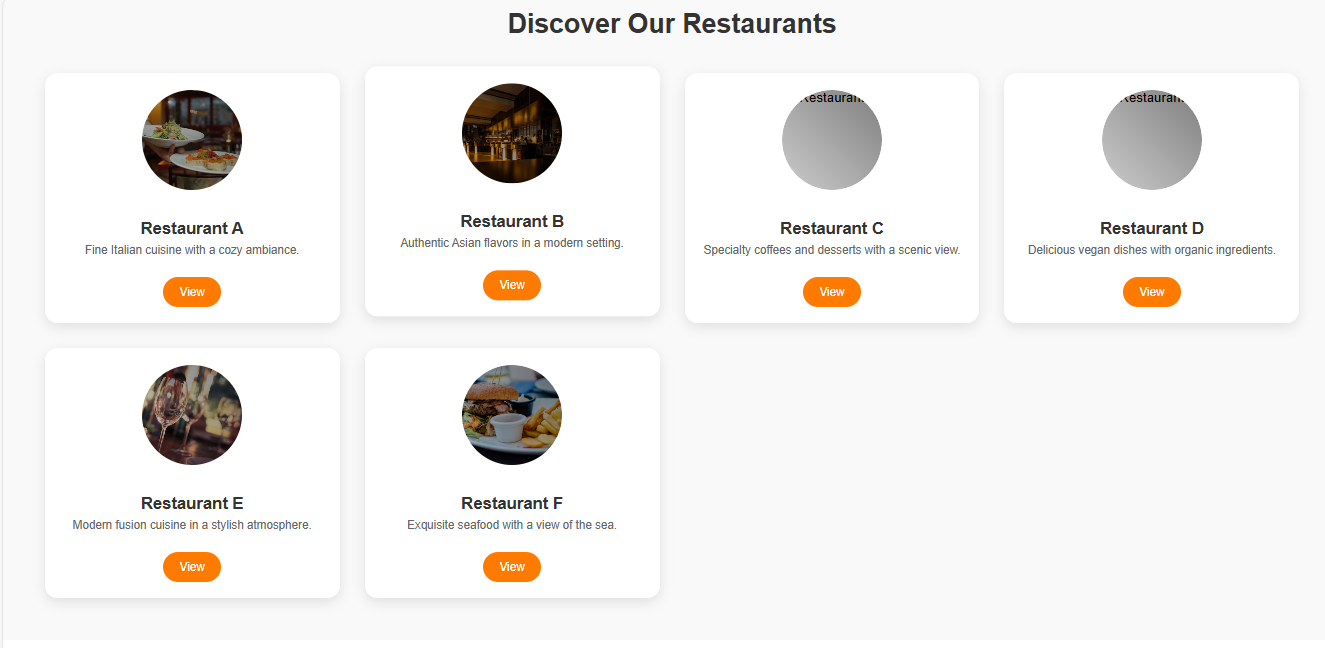 Discover Our Restaurants
Restaurant A
Fine Italian cuisine with a cozy ambiance.
View
Restaurant B
Authentic Asian flavors in a modern setting.
View
Restaurant
Restaurant C
Specialty coffees and desserts with a scenic view.
View
Restaurant
Restaurant D
Delicious vegan dishes with organic ingredients.
View
Restaurant E
Modern fusion cuisine in a stylish atmosphere.
View
Restaurant F
Exquisite seafood with a view of the sea.
View